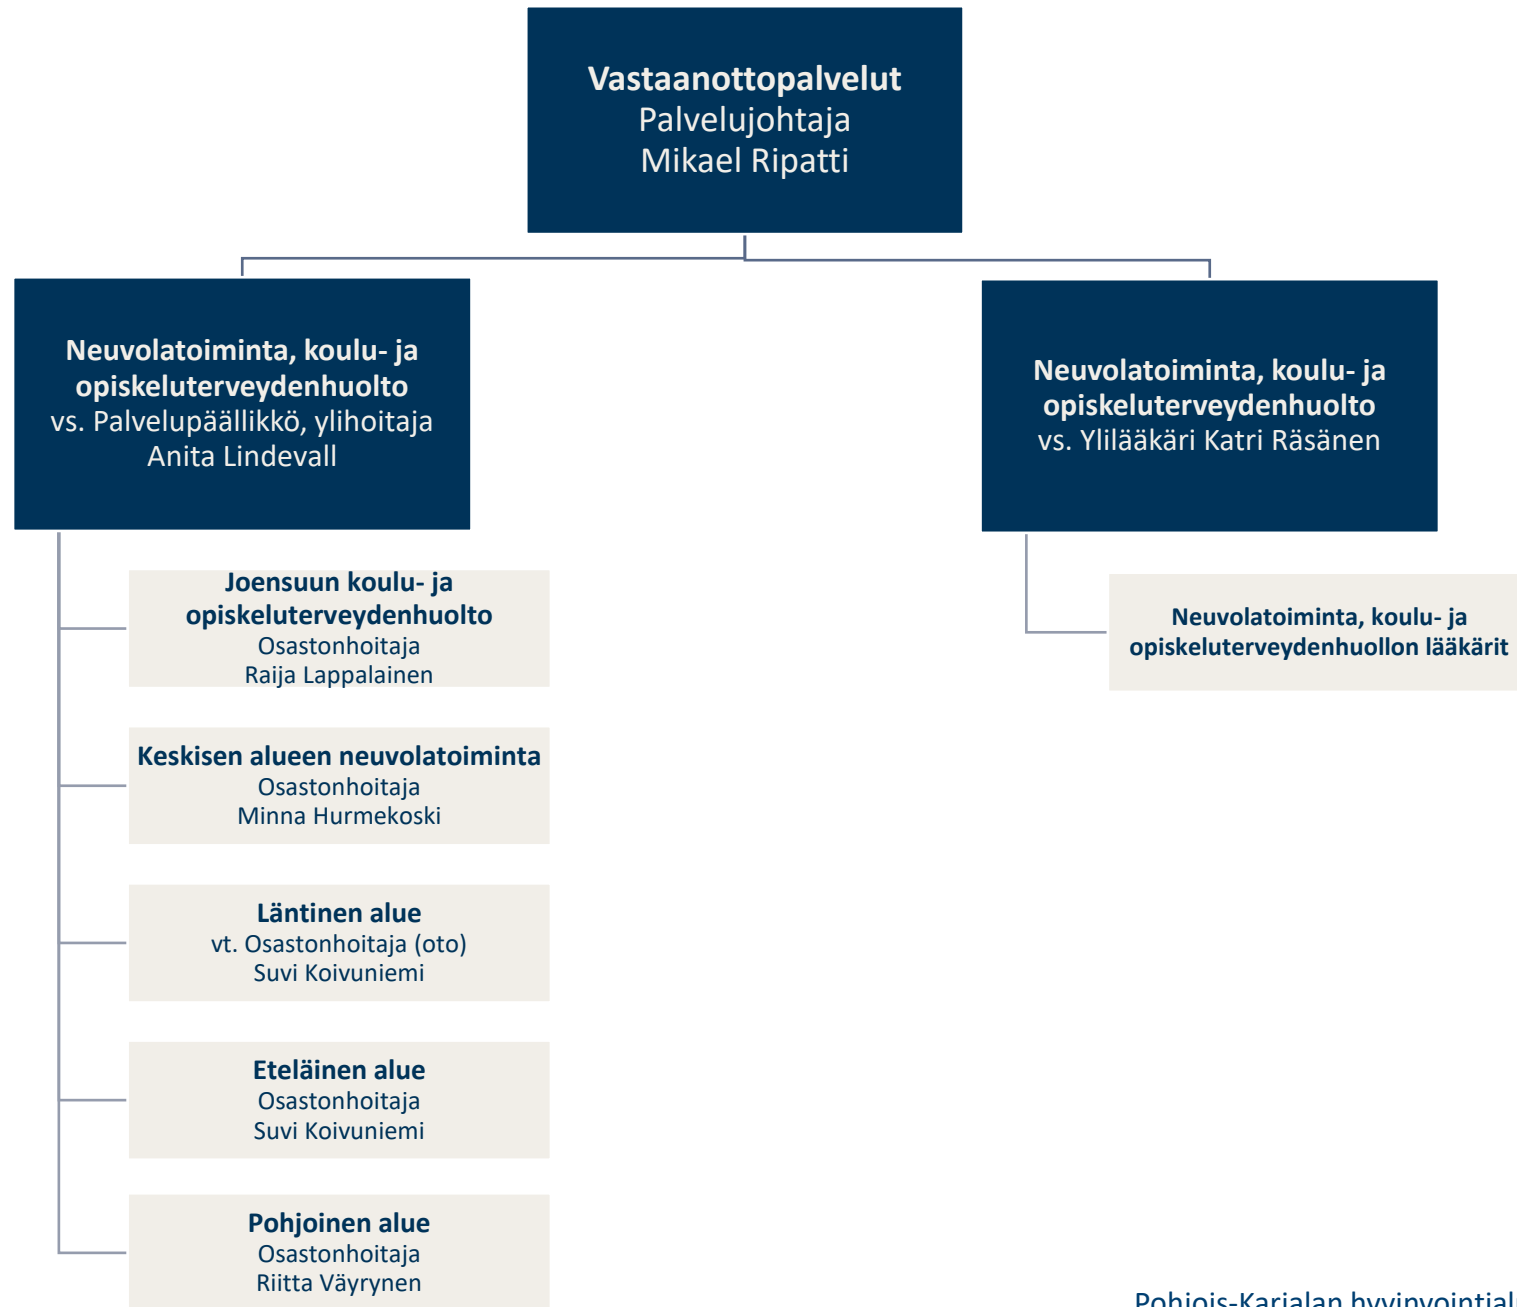 Vastaanottopalvelut
Palvelujohtaja
Mikael Ripatti
Neuvolatoiminta, koulu- ja
opiskeluterveydenhuolto
vs. Palvelupäällikkö, ylihoitaja
Anita Lindevall
Neuvolatoiminta, koulu- ja
opiskeluterveydenhuolto
vs. Ylilääkäri Katri Räsänen
Joensuun koulu- ja
opiskeluterveydenhuolto
Osastonhoitaja
Raija Lappalainen
Neuvolatoiminta, koulu- ja
opiskeluterveydenhuollon lääkärit
Keskisen alueen neuvolatoiminta
Osastonhoitaja
Minna Hurmekoski
Läntinen alue
vt. Osastonhoitaja (oto)
Suvi Koivuniemi
Eteläinen alue
Osastonhoitaja
Suvi Koivuniemi
Pohjoinen alue
Osastonhoitaja
Riitta Väyrynen
Pohjois-Karjalan